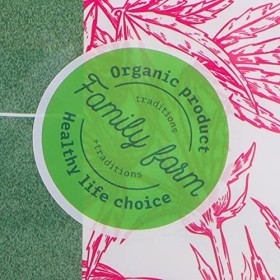 Organic product
traditions
Family farm
*traditions
Healthy life choice